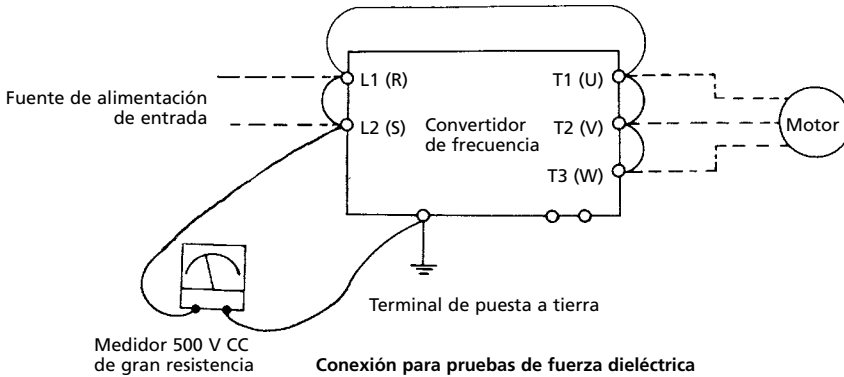 L1 (R)
T1 (U)
Fuente de alimentación
de entrada
L2 (S)
Convertidor
de frecuencia
T2 (V)
Motor
T3 (W)
Terminal de puesta a tierra
Medidor 500 V CC
de gran resistencia
Conexión para pruebas de fuerza dieléctrica